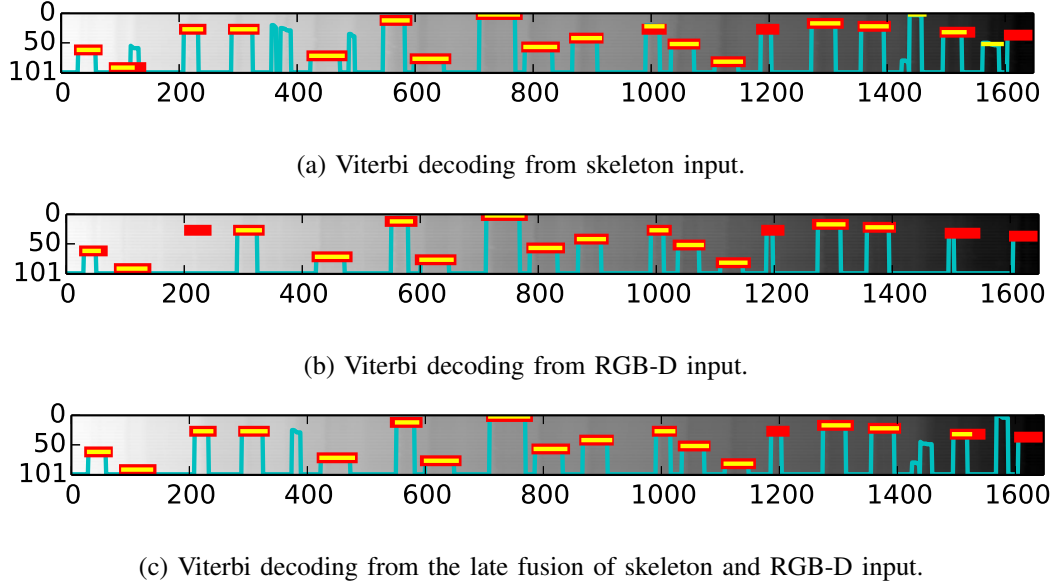 0
50
101
0 200 400 600 800 1000 1200 1400 1600
(a) Viterbi decoding from skeleton input.
0
50
101
0 200 400 600 800 1000 1200 1400 1600
(b) Viterbi decoding from RGB-D input.
0
50
101
0 200 400 600 800 1000 1200 1400 1600
(c) Viterbi decoding from the late fusion of skeleton and RGB-D input.